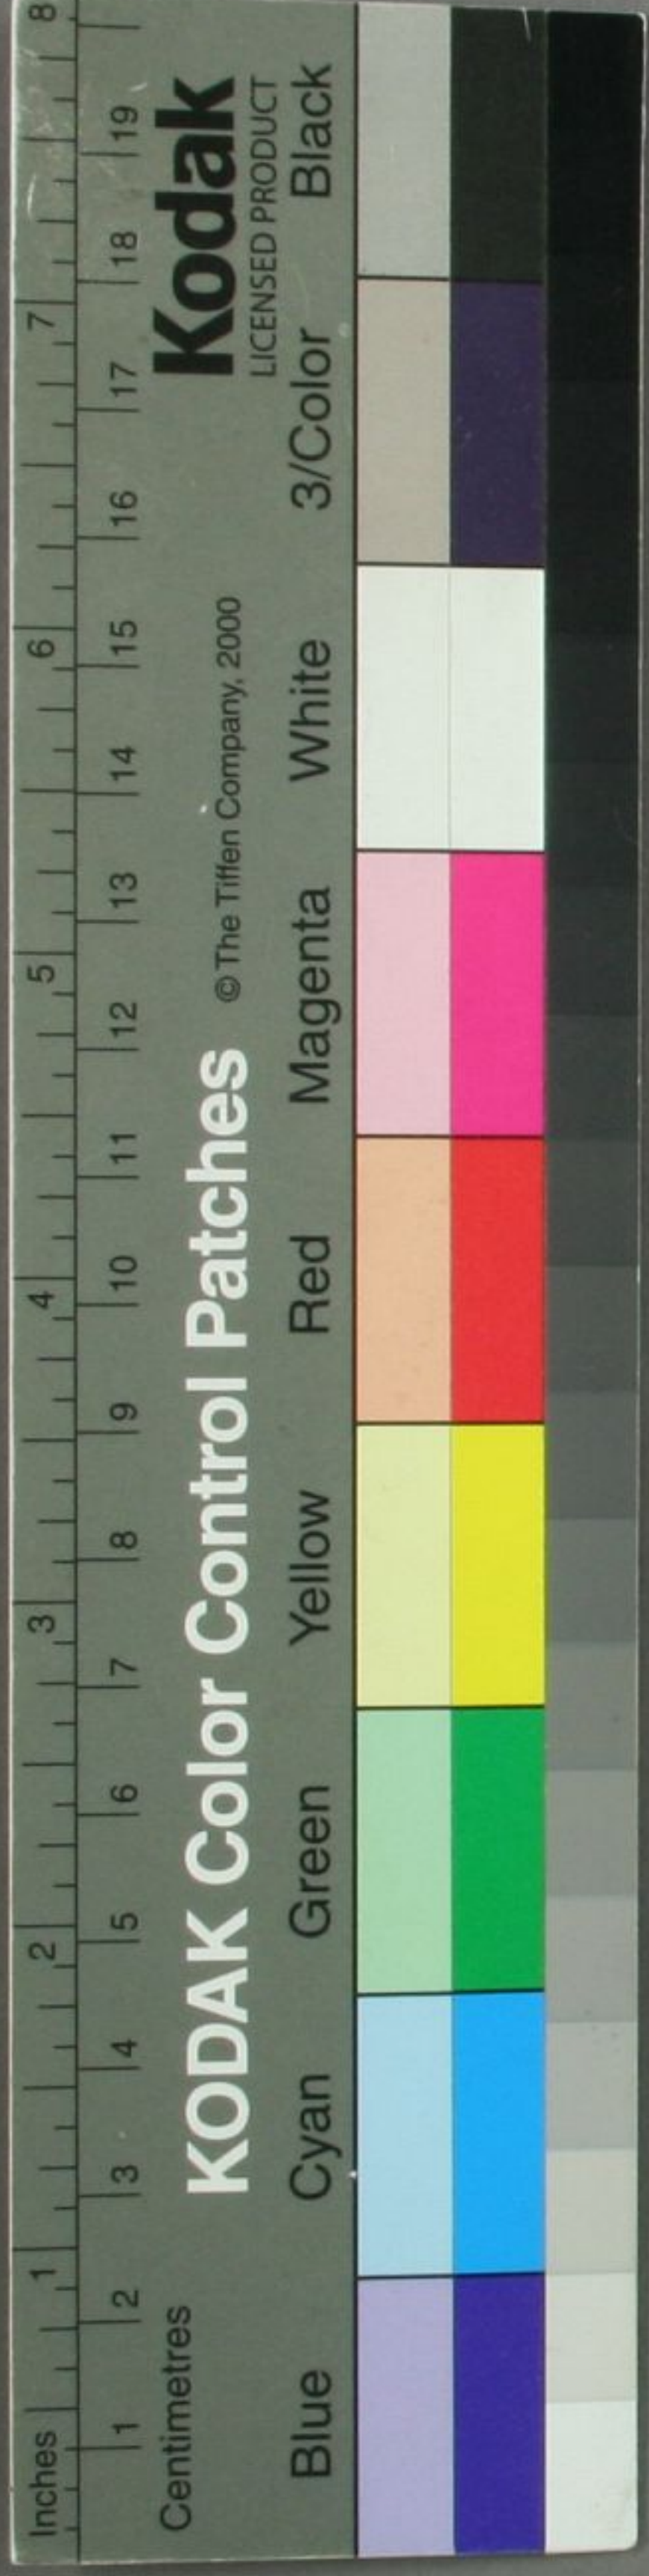 Inches 1 2 3 4 5 6 7 8
1 2 3 4 5 6 7 8 9 10 11 12 13 14 15 16 17 18 19
Centimetres
KODAK Color Control Patches
© The Tiffen Company, 2000
Kodak
LICENSED PRODUCT
Blue Cyan Green Yellow Red Magenta White 3/Color Black